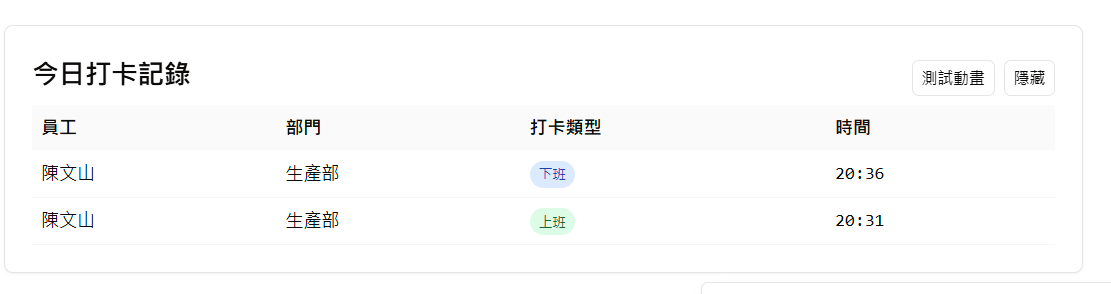 今日打卡記錄
測試動畫 隱藏
員工 部門 打卡類型 時間
陳文山 生產部 下班 20:36
陳文山 生產部 上班 20:31